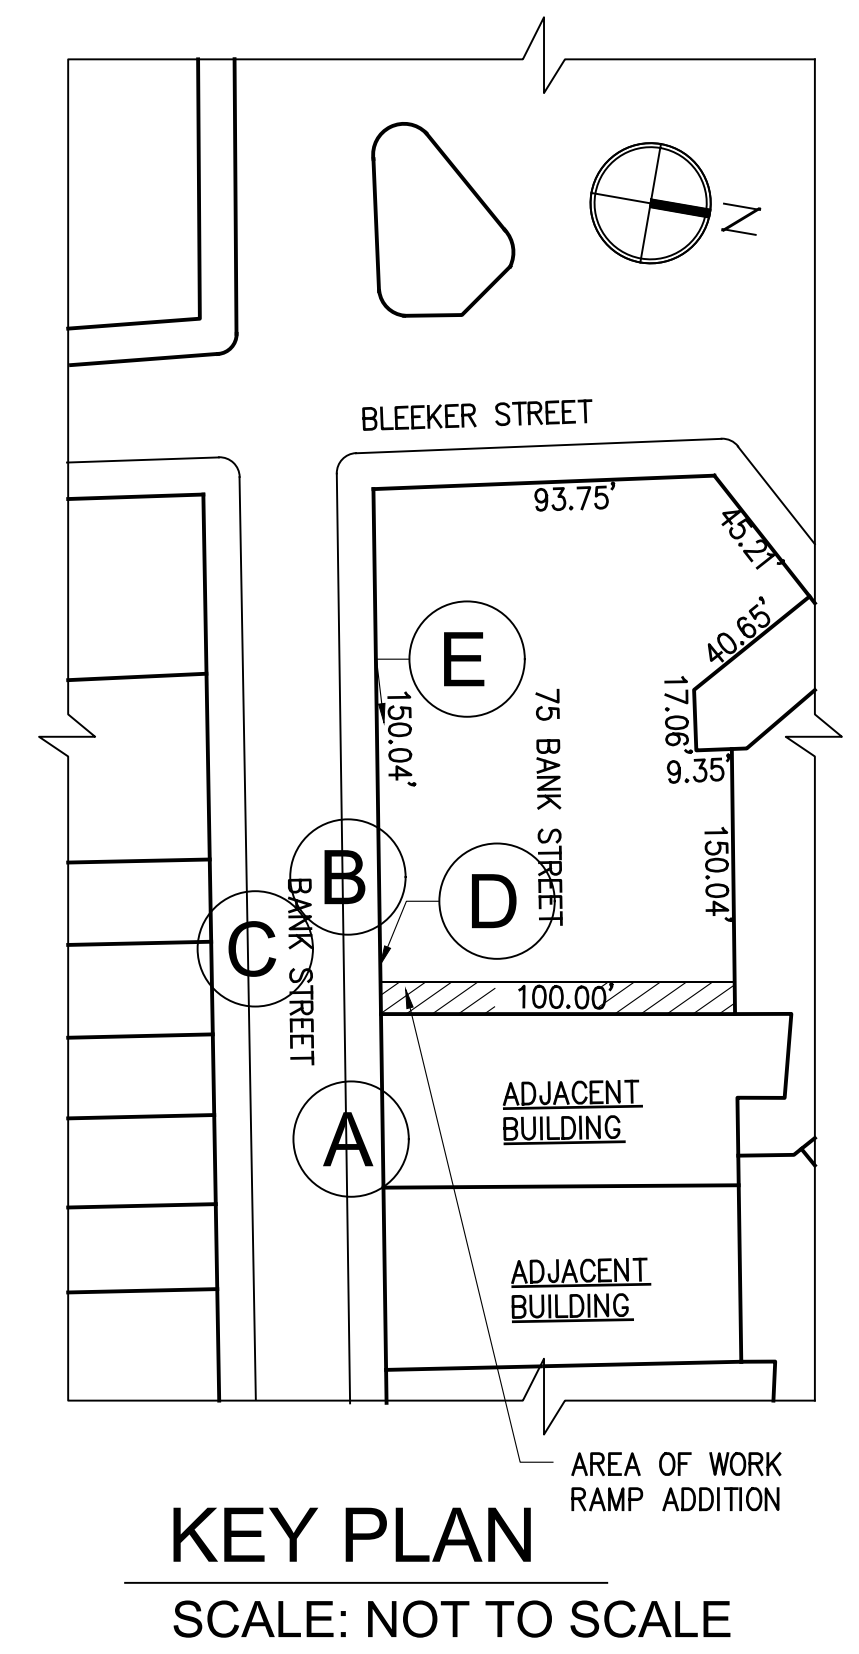 N
BLEEKER STREET
93.75'
45.21'
40.65'
E
150.04'
17.06'
9.35'
75 BANK STREET
B
150.04'
D
C
BANK STREET
100.00'
ADJACENT
BUILDING
A
ADJACENT
BUILDING
AREA OF WORK
RAMP ADDITION
KEY PLAN
SCALE: NOT TO SCALE